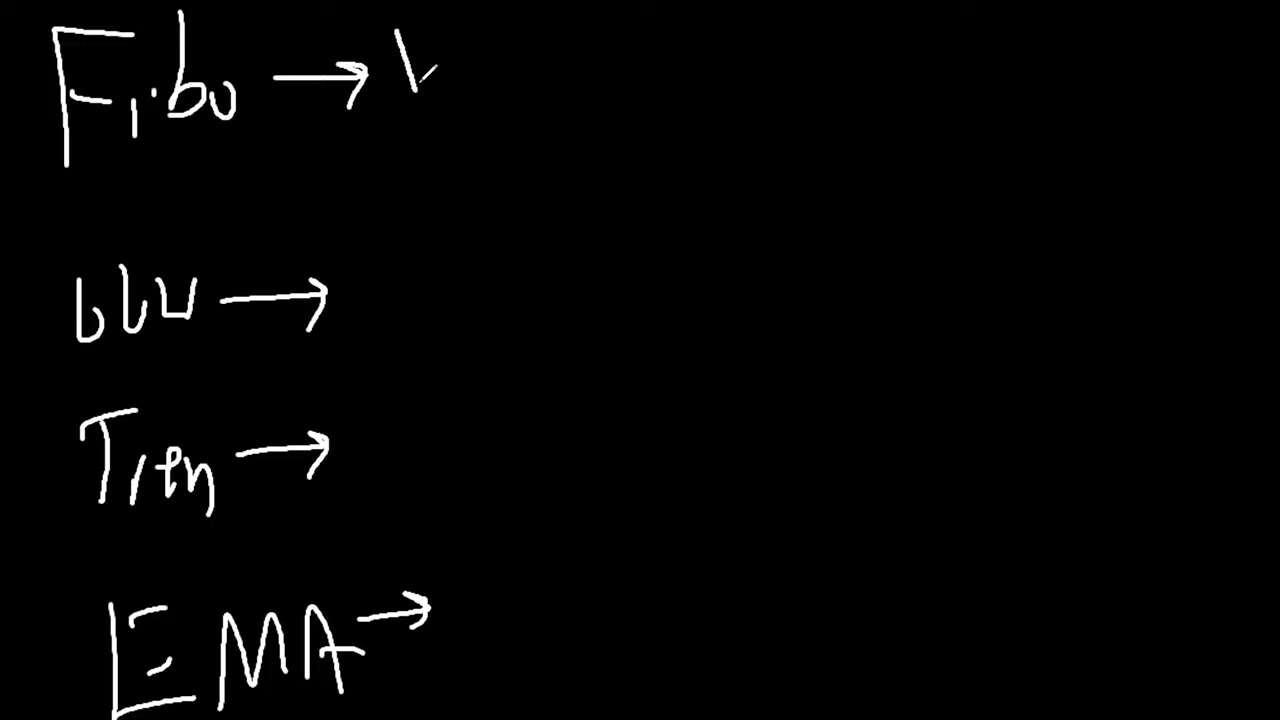 Fibo →
→
Tren →
EMA →